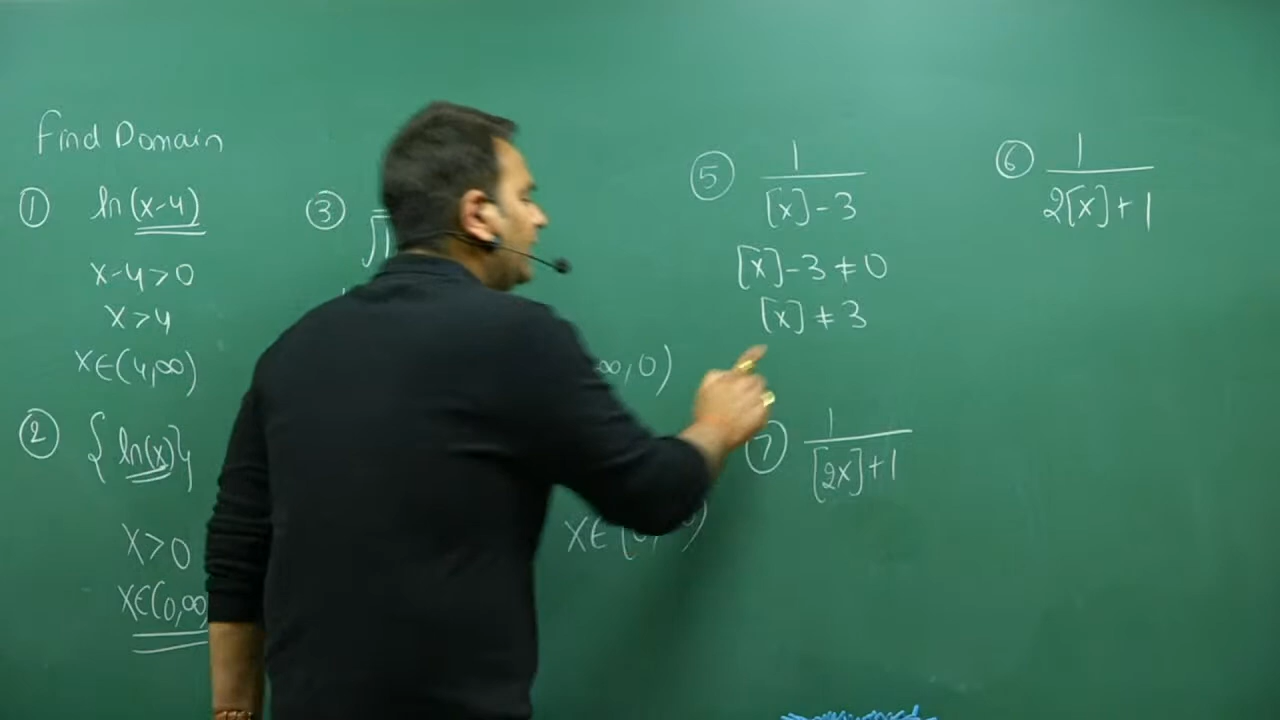 Find Domain
① ln(x-4)
x-4>0
x>4
x∈(4,∞)
② {ln(x)}
x>0
x∈(0,∞)
③
∞,0)
x∈
⑤ 1/([x]-3)
[x]-3≠0
[x]≠3
⑦ 1/([2x]+1)
⑥ 1/(2[x]+1)